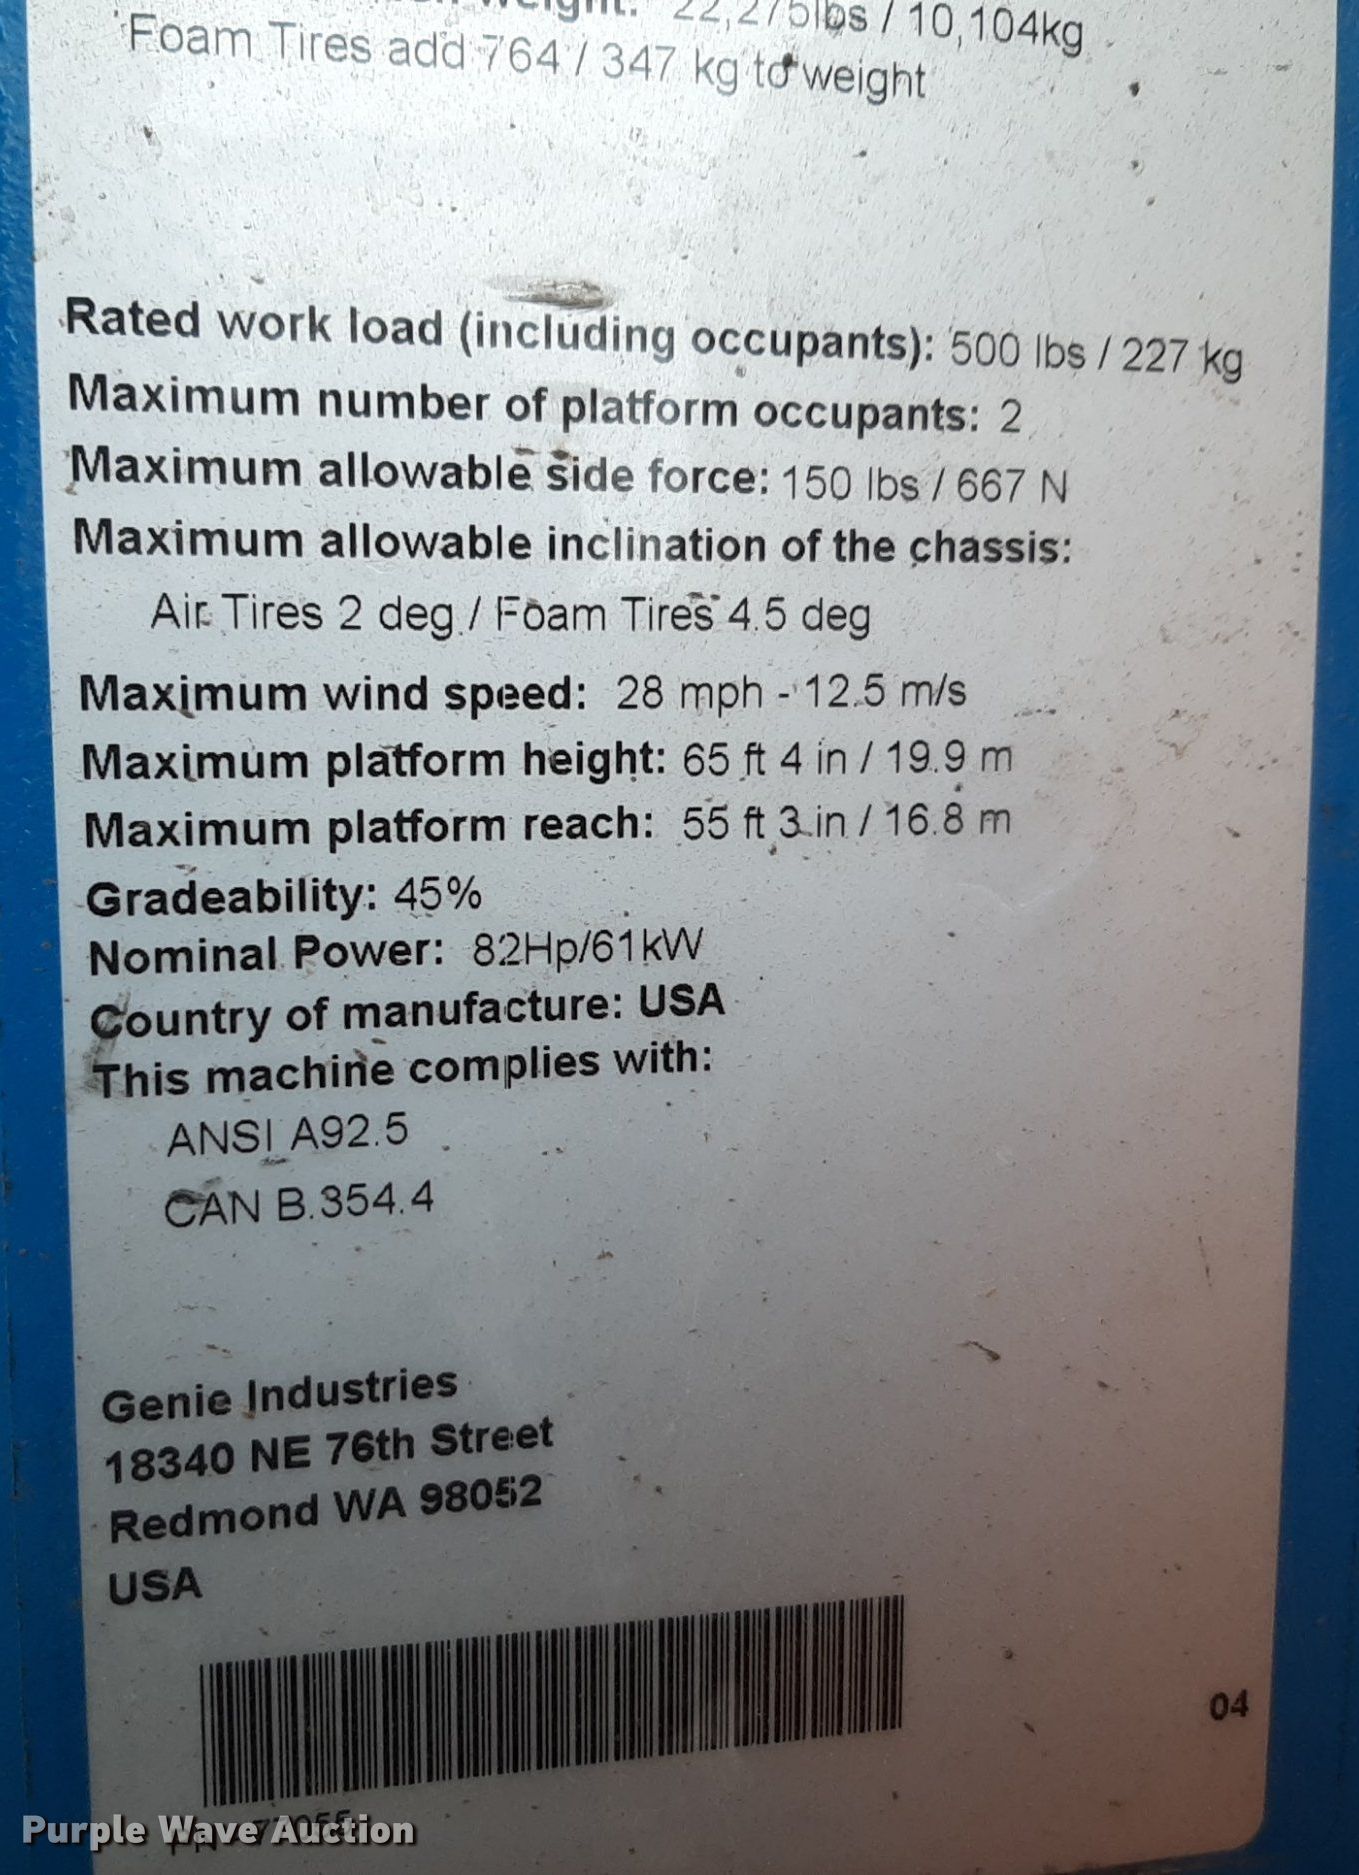 22,275lbs / 10,104kg
Foam Tires add 764 / 347 kg to weight
Rated work load (including occupants): 500 lbs / 227 kg
Maximum number of platform occupants: 2
Maximum allowable side force: 150 lbs / 667 N
Maximum allowable inclination of the chassis:
Air Tires 2 deg / Foam Tires 4.5 deg
Maximum wind speed: 28 mph - 12.5 m/s
Maximum platform height: 65 ft 4 in / 19.9 m
Maximum platform reach: 55 ft 3 in / 16.8 m
Gradeability: 45%
Nominal Power: 82Hp/61kW
Country of manufacture: USA
This machine complies with:
ANSI A92.5
CAN B.354.4
Genie Industries
18340 NE 76th Street
Redmond WA 98052
USA
04
Purple Wave Auction